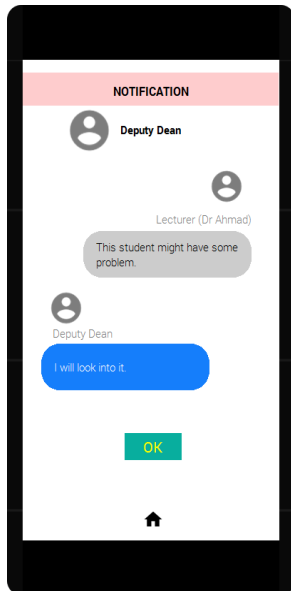 NOTIFICATION
Deputy Dean
Lecturer (Dr Ahmad)
This student might have some
problem.
Deputy Dean
I will look into it.
OK